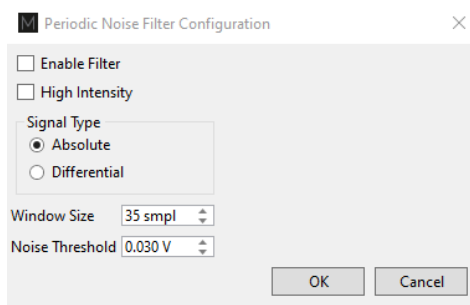 M Periodic Noise Filter Configuration
Enable Filter
High Intensity
Signal Type
Absolute
Differential
Window Size 35 smpl
Noise Threshold 0.030 V
OK Cancel